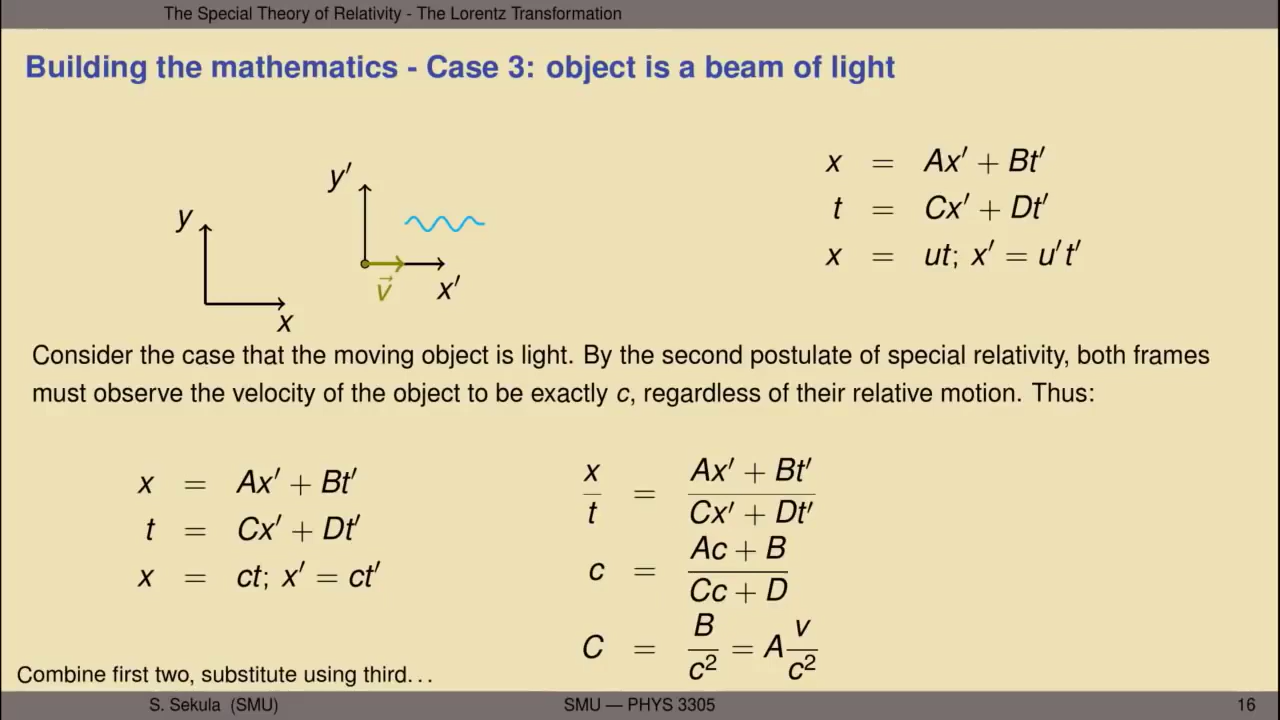 The Special Theory of Relativity - The Lorentz Transformation
Building the mathematics - Case 3: object is a beam of light
y
x
y′
x′
v⃗
x = Ax′ + Bt′
t = Cx′ + Dt′
x = ut; x′ = u′t′
Consider the case that the moving object is light. By the second postulate of special relativity, both frames
must observe the velocity of the object to be exactly c, regardless of their relative motion. Thus:
x = Ax′ + Bt′
t = Cx′ + Dt′
x = ct; x′ = ct′
Combine first two, substitute using third...
x/t = (Ax′ + Bt′)/(Cx′ + Dt′)
c = (Ac + B)/(Cc + D)
C = B/c² = A v/c²
S. Sekula (SMU)
SMU — PHYS 3305
16